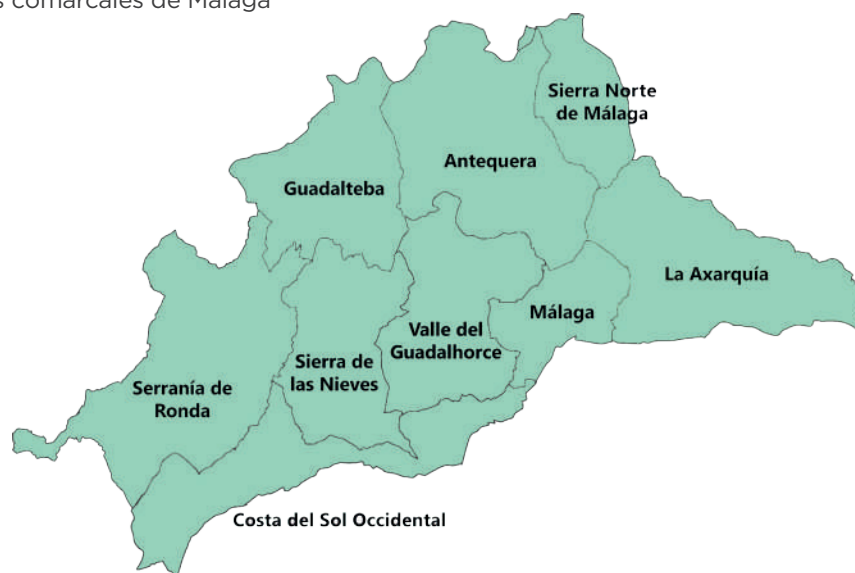 s comarcales de Málaga
Sierra Norte
de Málaga
Antequera
Guadalteba
La Axarquía
Málaga
Valle del
Guadalhorce
Sierra de
las Nieves
Serranía de
Ronda
Costa del Sol Occidental